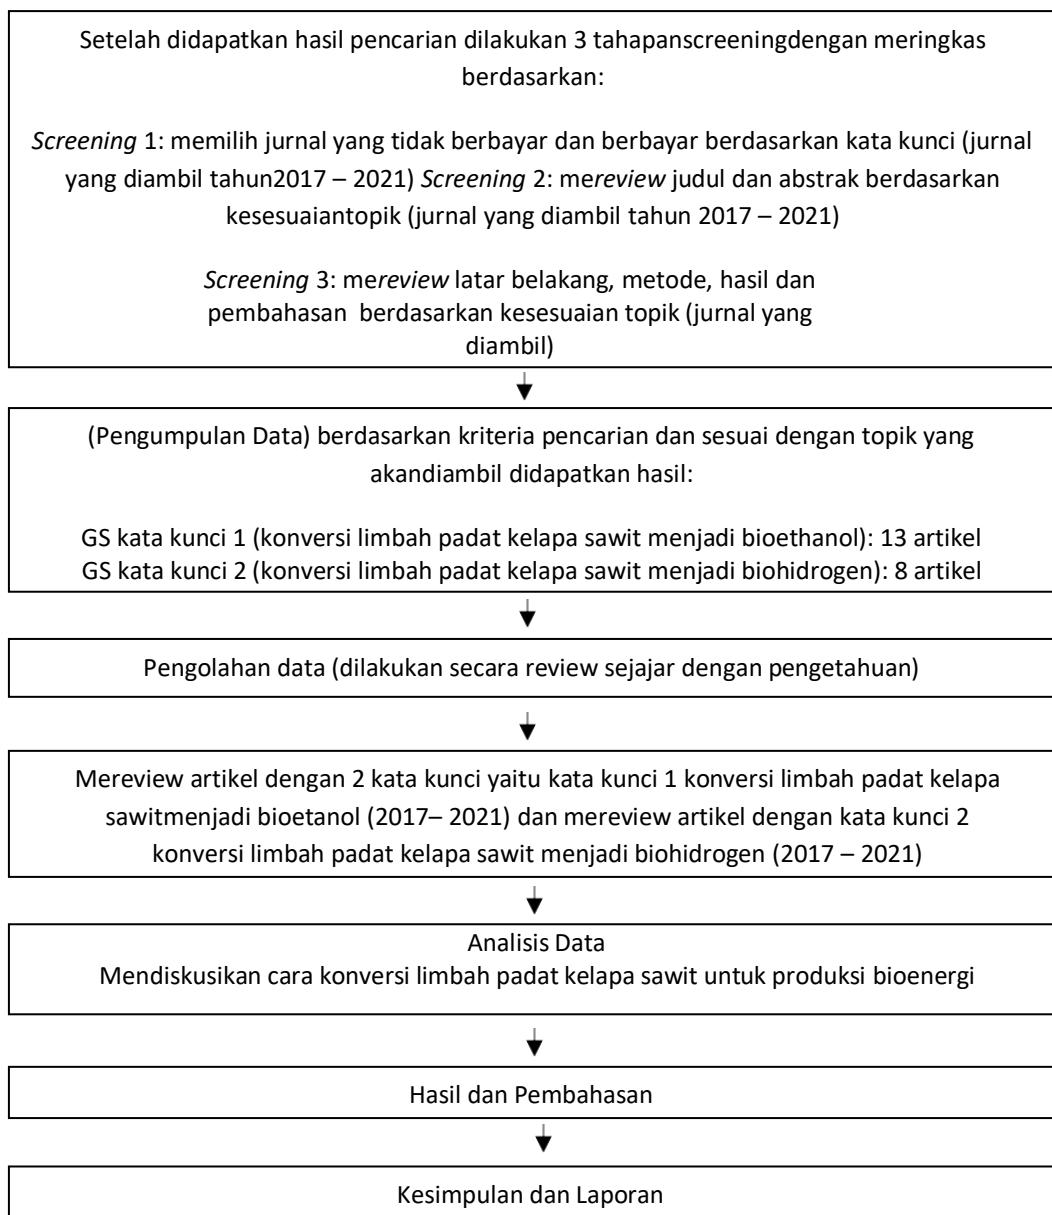 Setelah didapatkan hasil pencarian dilakukan 3 tahapanscreeningdengan meringkas
berdasarkan:
Screening 1: memilih jurnal yang tidak berbayar dan berbayar berdasarkan kata kunci (jurnal
yang diambil tahun2017 – 2021) Screening 2: mereview judul dan abstrak berdasarkan
kesesuaiantopik (jurnal yang diambil tahun 2017 – 2021)
Screening 3: mereview latar belakang, metode, hasil dan
pembahasan berdasarkan kesesuaian topik (jurnal yang
diambil)
(Pengumpulan Data) berdasarkan kriteria pencarian dan sesuai dengan topik yang
akandiambil didapatkan hasil:
GS kata kunci 1 (konversi limbah padat kelapa sawit menjadi bioethanol): 13 artikel
GS kata kunci 2 (konversi limbah padat kelapa sawit menjadi biohidrogen): 8 artikel
Pengolahan data (dilakukan secara review sejajar dengan pengetahuan)
Mereview artikel dengan 2 kata kunci yaitu kata kunci 1 konversi limbah padat kelapa
sawitmenjadi bioetanol (2017– 2021) dan mereview artikel dengan kata kunci 2
konversi limbah padat kelapa sawit menjadi biohidrogen (2017 – 2021)
Analisis Data
Mendiskusikan cara konversi limbah padat kelapa sawit untuk produksi bioenergi
Hasil dan Pembahasan
Kesimpulan dan Laporan